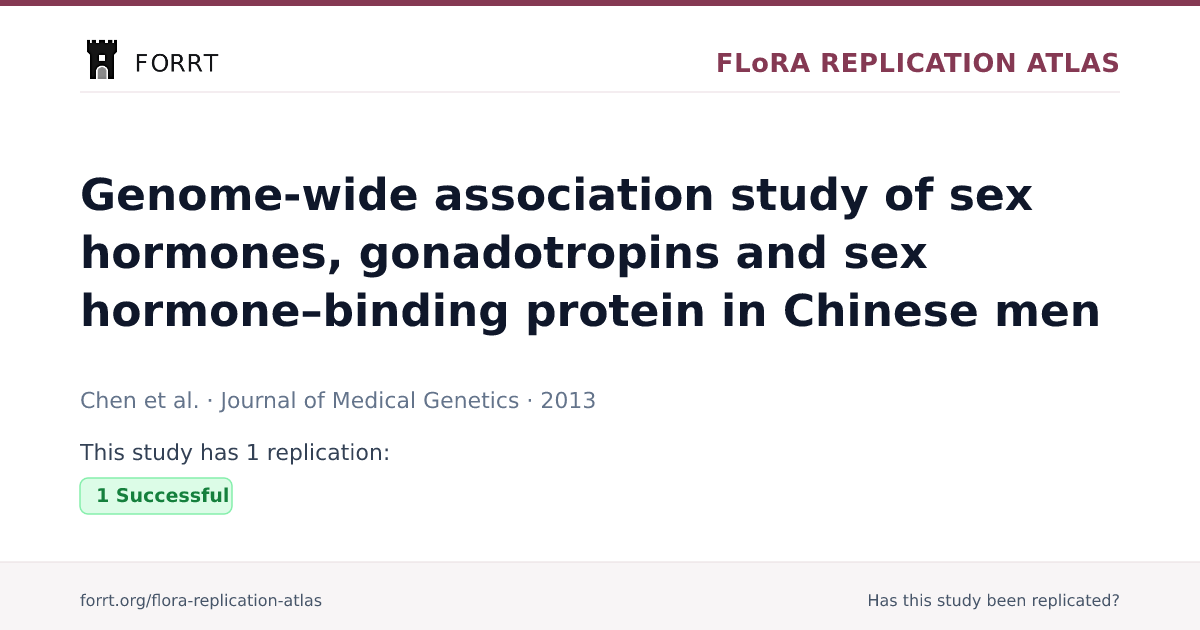 FORRT
FLoRA REPLICATION ATLAS
Genome-wide association study of sex
hormones, gonadotropins and sex
hormone–binding protein in Chinese men
Chen et al. · Journal of Medical Genetics · 2013
This study has 1 replication:
1 Successful
forrt.org/flora-replication-atlas
Has this study been replicated?